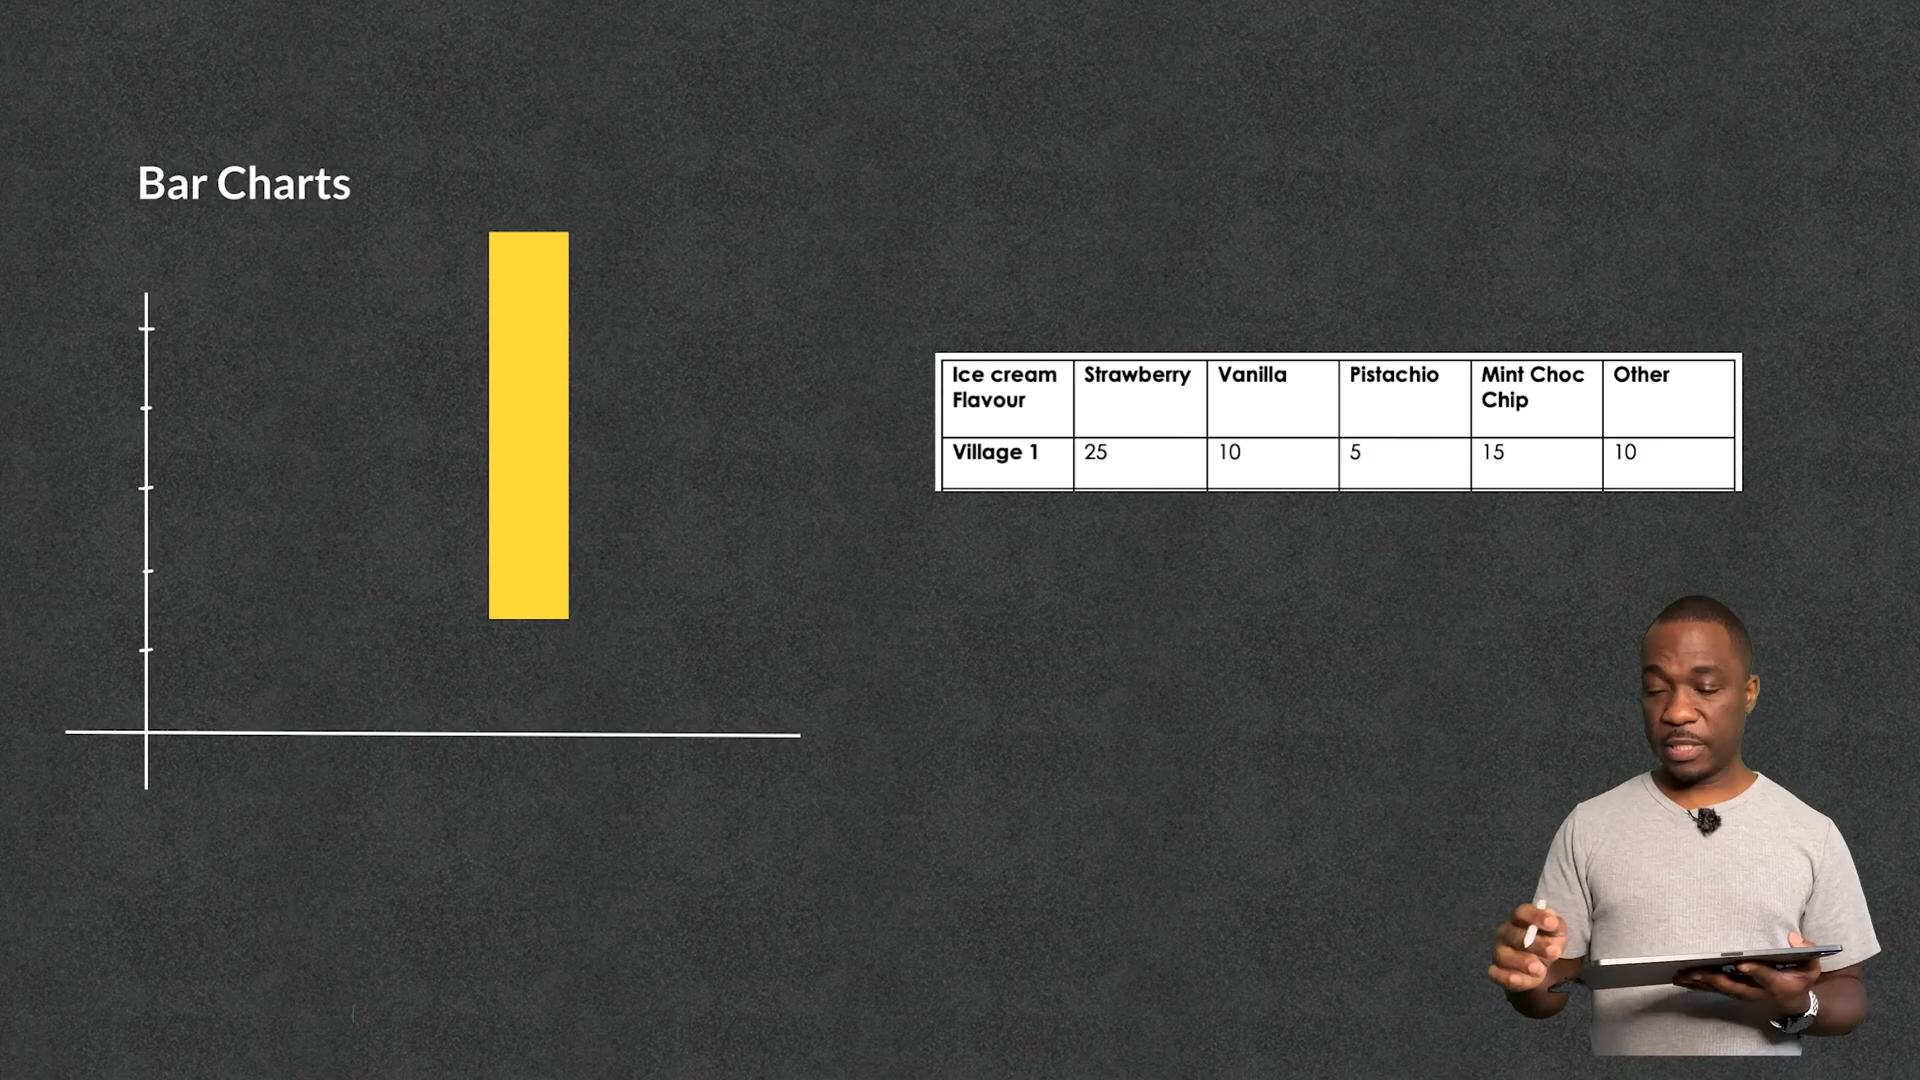 Bar Charts
Ice cream Flavour Strawberry Vanilla Pistachio Mint Choc Chip Other
Village 1 25 10 5 15 10